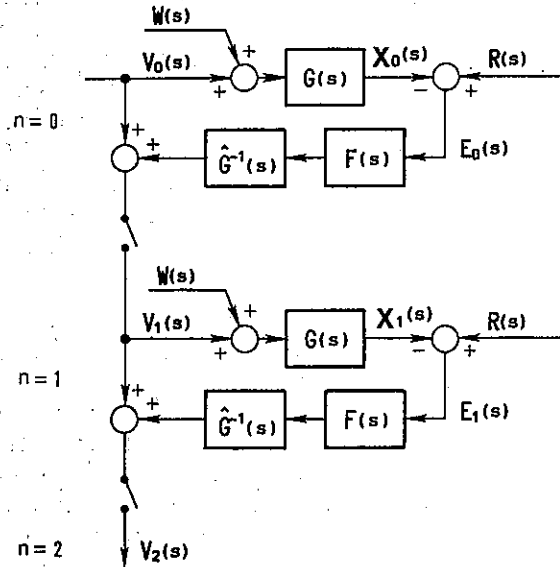 W(s)
V₀(s) + + G(s) X₀(s) − + R(s)
n = 0
+ + Ĝ⁻¹(s) F(s) E₀(s)
W(s)
V₁(s) + + G(s) X₁(s) − + R(s)
n = 1
+ + Ĝ⁻¹(s) F(s) E₁(s)
n = 2 V₂(s)